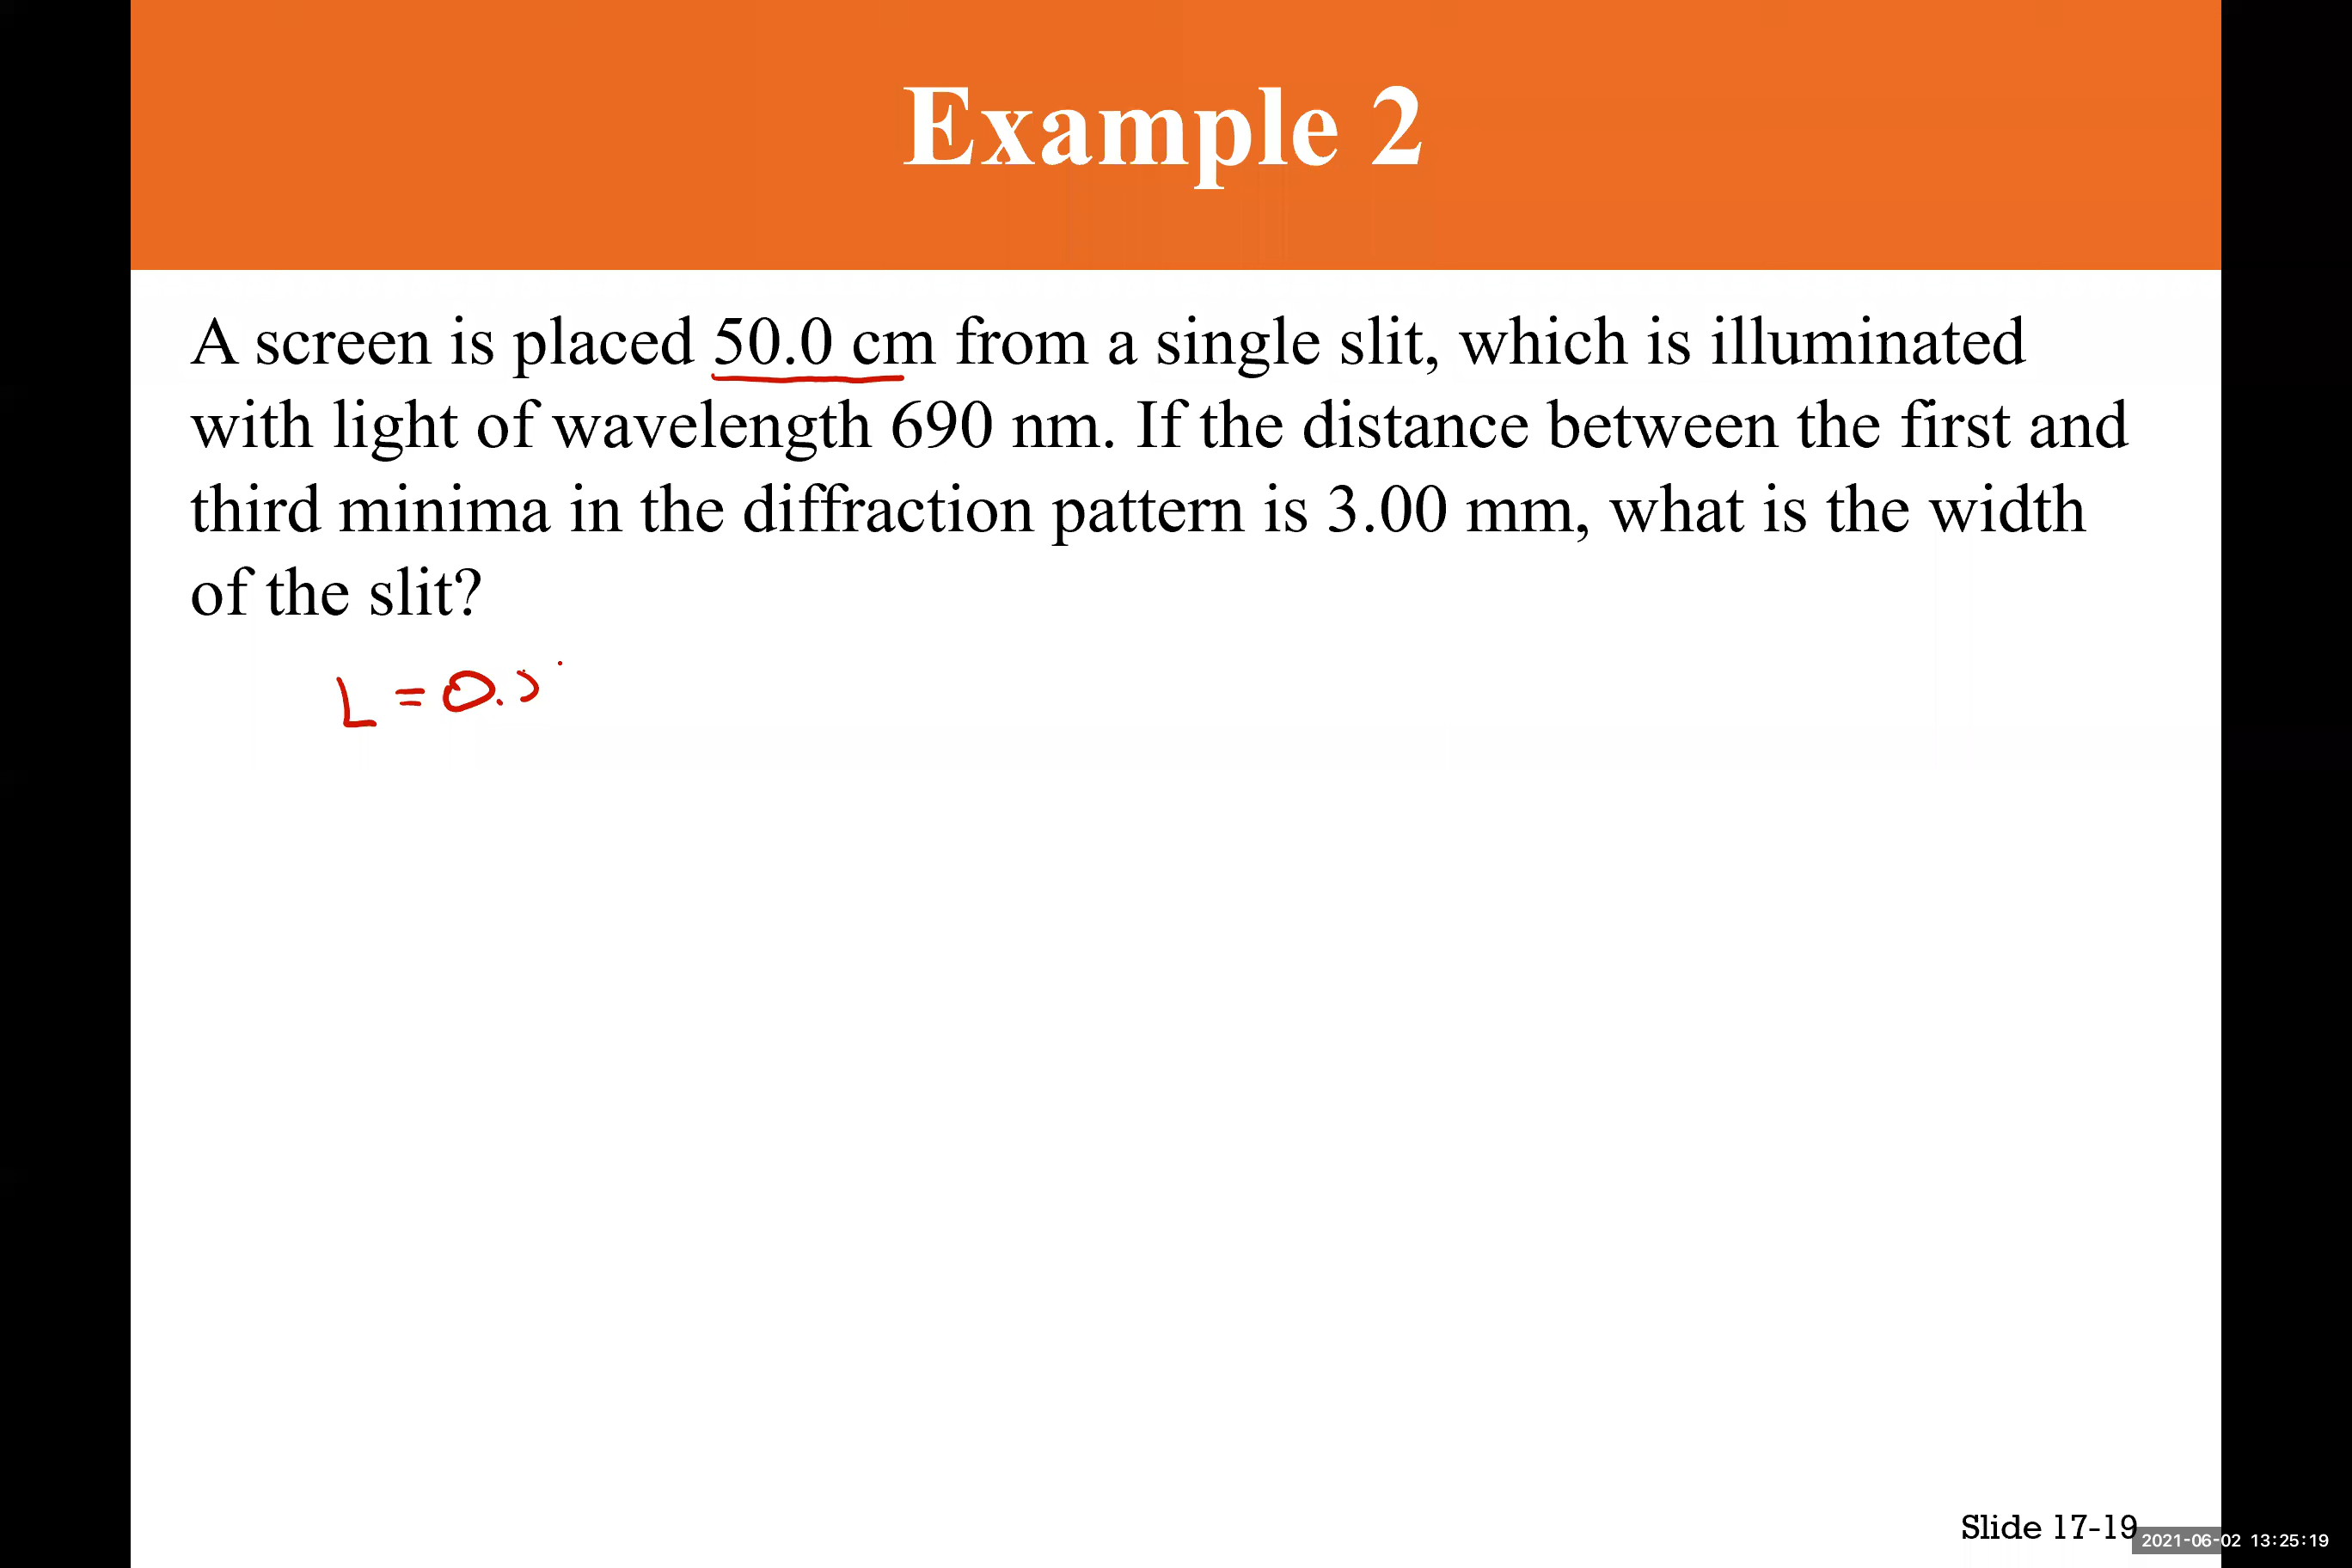 Example 2
A screen is placed 50.0 cm from a single slit, which is illuminated
with light of wavelength 690 nm. If the distance between the first and
third minima in the diffraction pattern is 3.00 mm, what is the width
of the slit?
L = 0.
Slide 17-19
2021-06-02 13:25:19